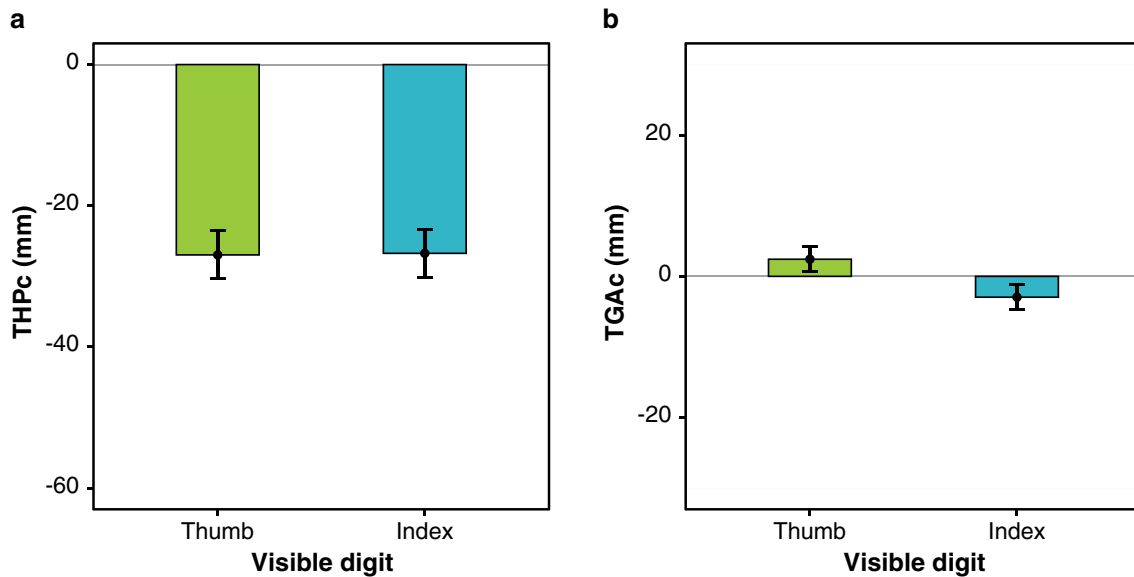 a
0
-20
-40
-60
THPc (mm)
Thumb Index
Visible digit
b
20
0
-20
TGAc (mm)
Thumb Index
Visible digit